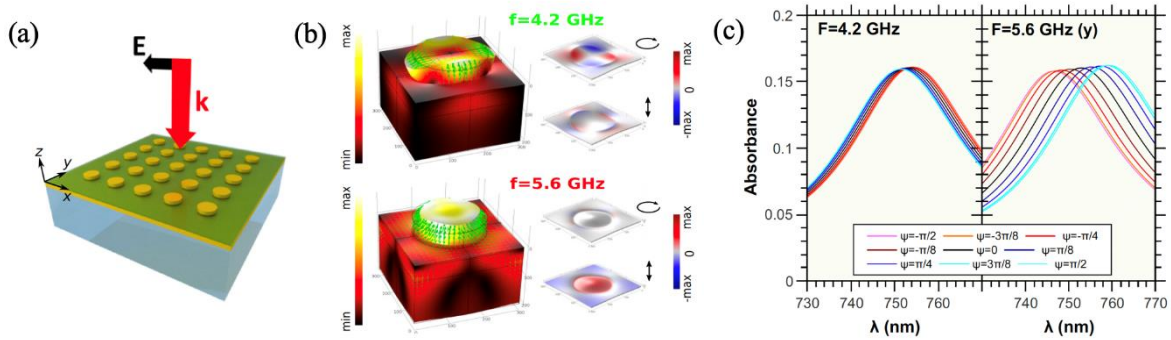 (a)
E
k
z
y
x
(b)
f=4.2 GHz
max
min
max
0
-max
f=5.6 GHz
max
min
max
0
-max
(c)
F=4.2 GHz
F=5.6 GHz (y)
Absorbance
0.2
0.15
0.1
0.05
0
ψ=-π/2 ψ=-3π/8 ψ=-π/4
ψ=-π/8 ψ=0 ψ=π/8
ψ=π/4 ψ=3π/8 ψ=π/2
730 740 750 760 740 750 760 770
λ (nm) λ (nm)